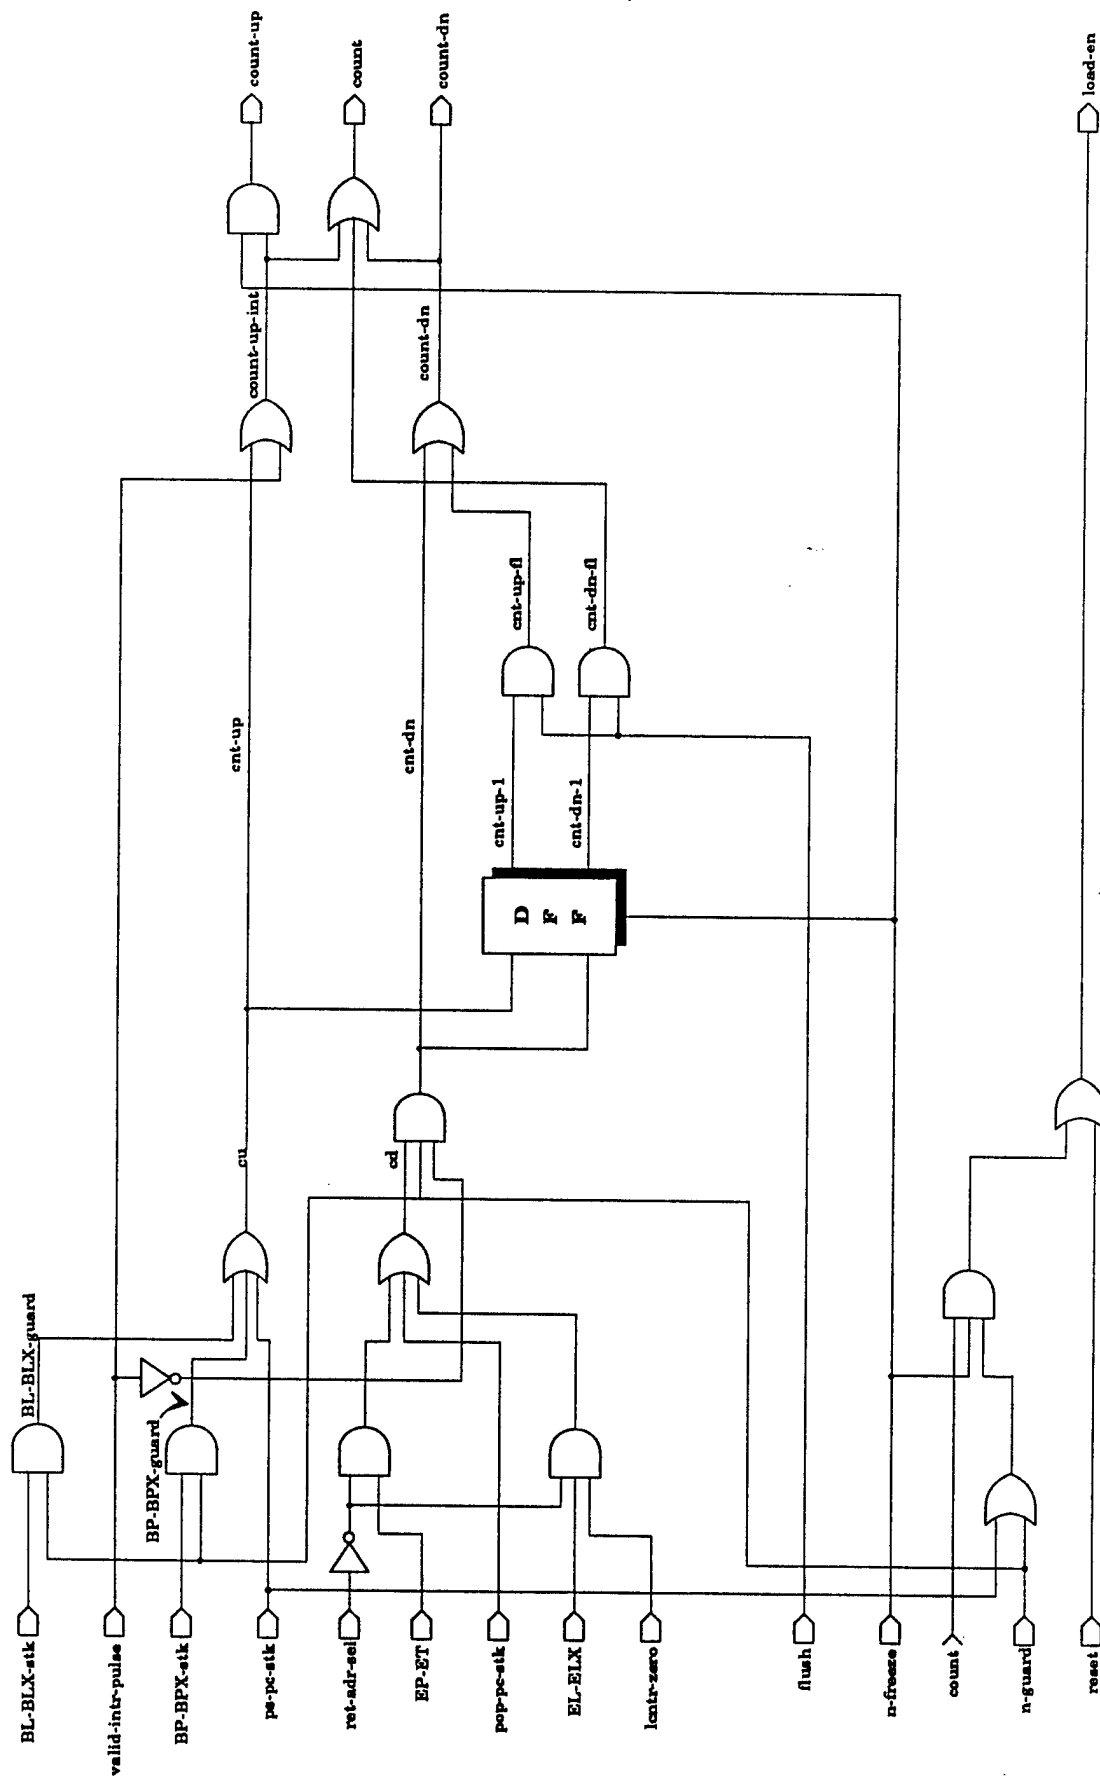 count-up
count
count-dn
load-en
count-up-int
count-dn
cnt-up-fl
cnt-dn-fl
cnt-up
cnt-dn
cnt-up-1
cnt-dn-1
D
F
F
cu
cd
BL-BLX-guard
BP-BPX-guard
BL-BLX-stk
valid-intr-pulse
BP-BPX-stk
ps-pc-stk
ret-adr-sel
EP-ET
pop-pc-stk
EL-ELX
lcntr-zero
flush
n-freeze
count
n-guard
reset